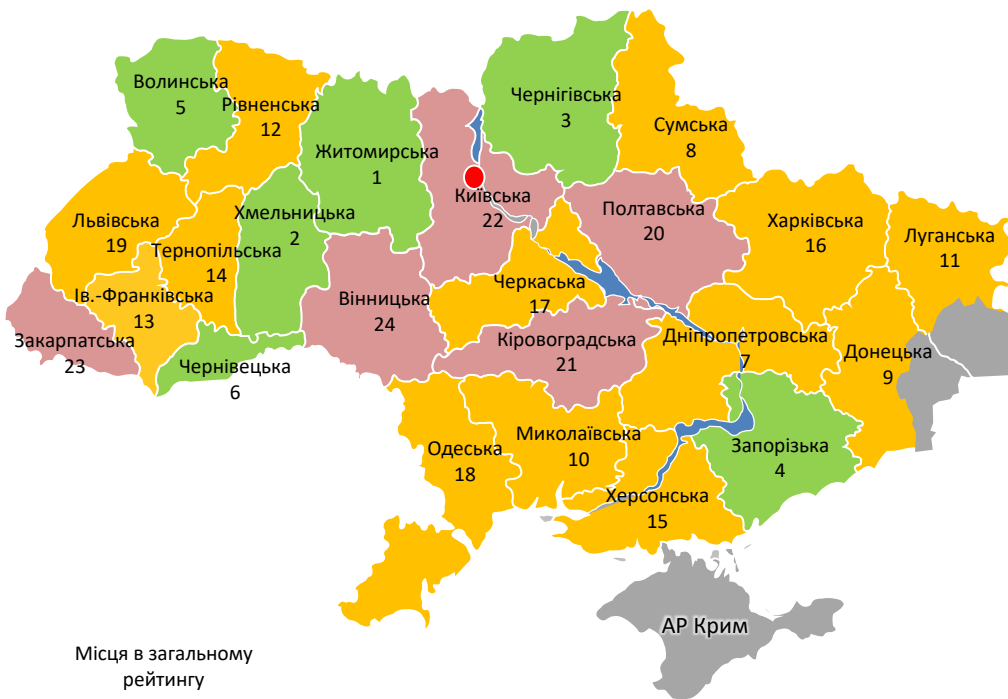 Волинська
5
Рівненська
12
Житомирська
1
Чернігівська
3
Сумська
8
Київська
22
Львівська
19
Тернопільська
14
Хмельницька
2
Полтавська
20
Харківська
16
Луганська
11
Ів.-Франківська
13
Вінницька
24
Черкаська
17
Закарпатська
23
Чернівецька
6
Кіровоградська
21
Дніпропетровська
7
Донецька
9
Одеська
18
Миколаївська
10
Запорізька
4
Херсонська
15
АР Крим
Місця в загальному
рейтингу